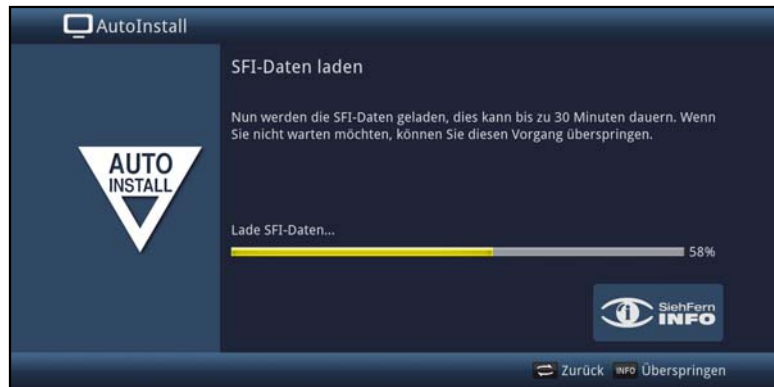 AutoInstall
SFI-Daten laden
Nun werden die SFI-Daten geladen, dies kann bis zu 30 Minuten dauern. Wenn
Sie nicht warten möchten, können Sie diesen Vorgang überspringen.
AUTO
INSTALL
Lade SFI-Daten...
58%
SiehFern
INFO
Zurück INFO Überspringen